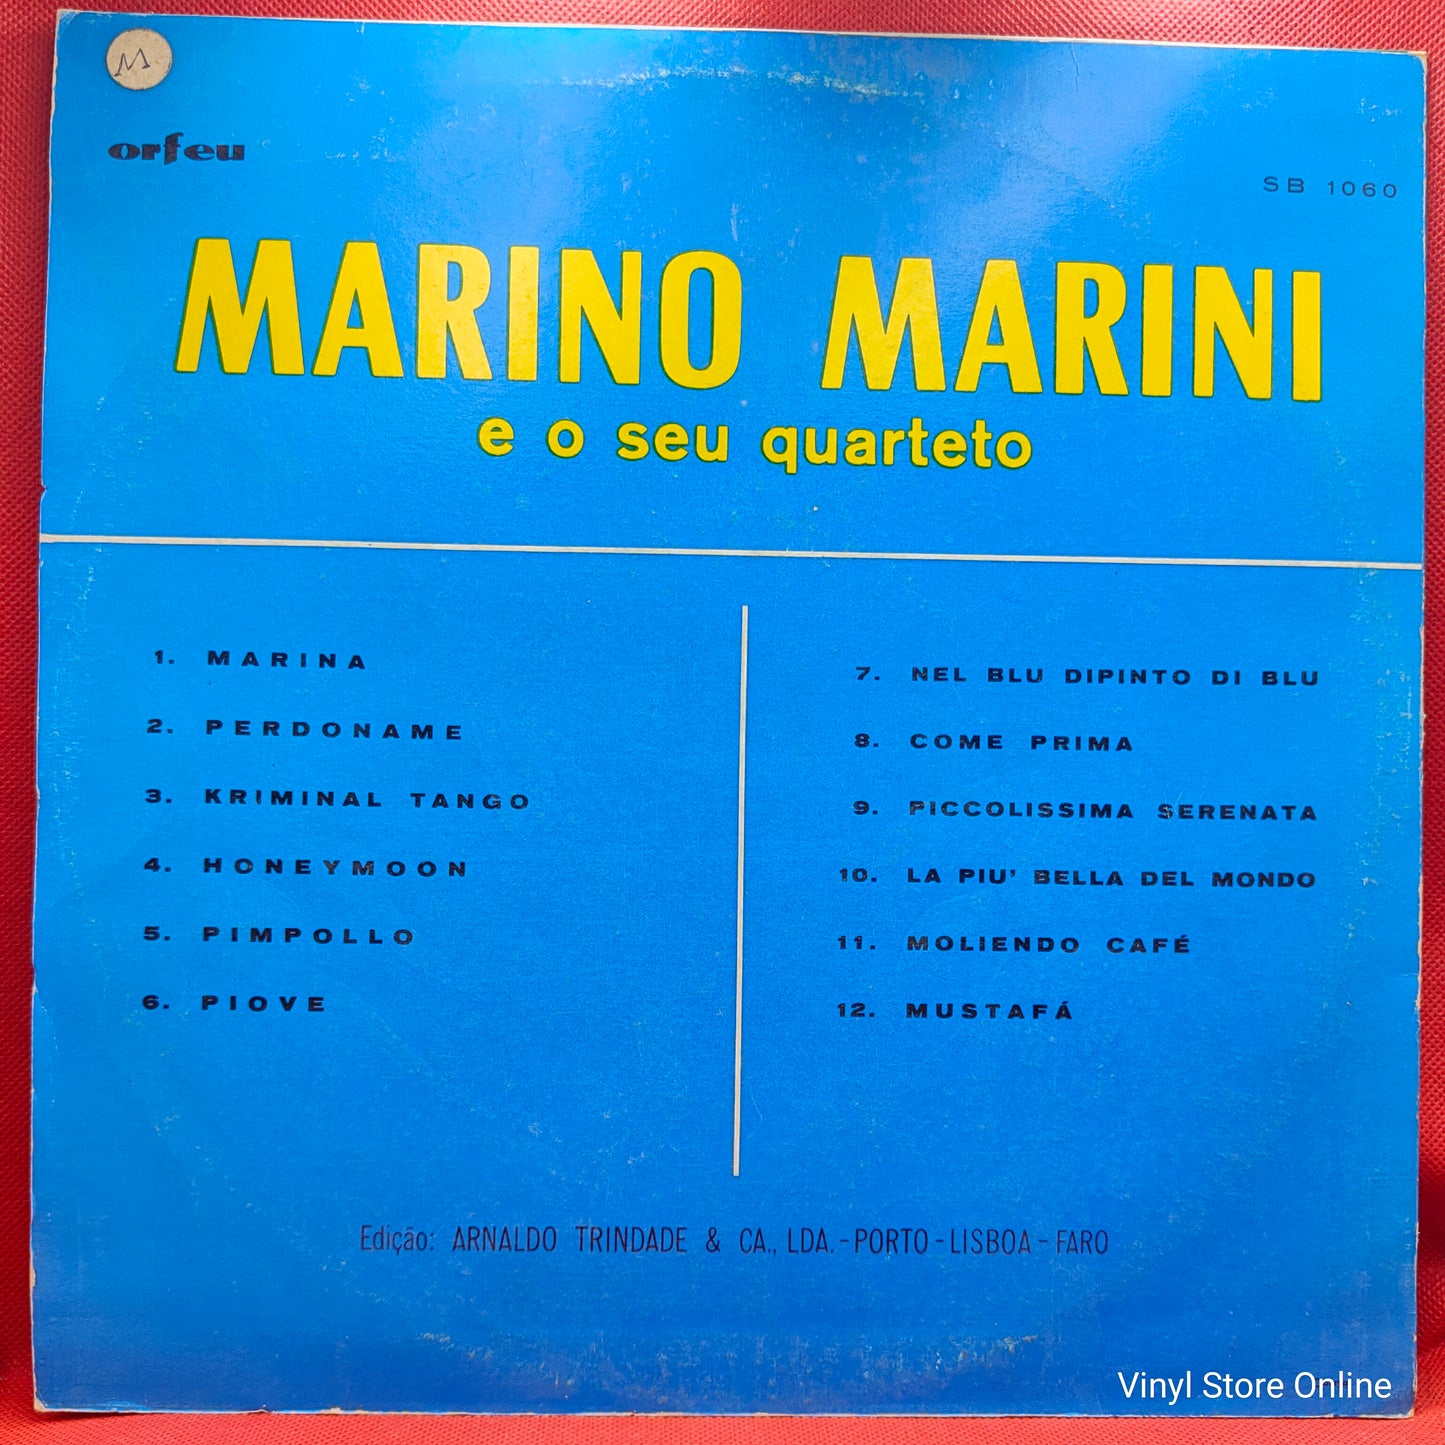 M
orfeu
SB 1060
MARINO MARINI
e o seu quarteto
1. MARINA
2. PERDONAME
3. KRIMINAL TANGO
4. HONEYMOON
5. PIMPOLLO
6. PIOVE
7. NEL BLU DIPINTO DI BLU
8. COME PRIMA
9. PICCOLISSIMA SERENATA
10. LA PIU' BELLA DEL MONDO
11. MOLIENDO CAFÉ
12. MUSTAFÁ
Edição: ARNALDO TRINDADE & CA., LDA. - PORTO - LISBOA - FARO
Vinyl Store Online